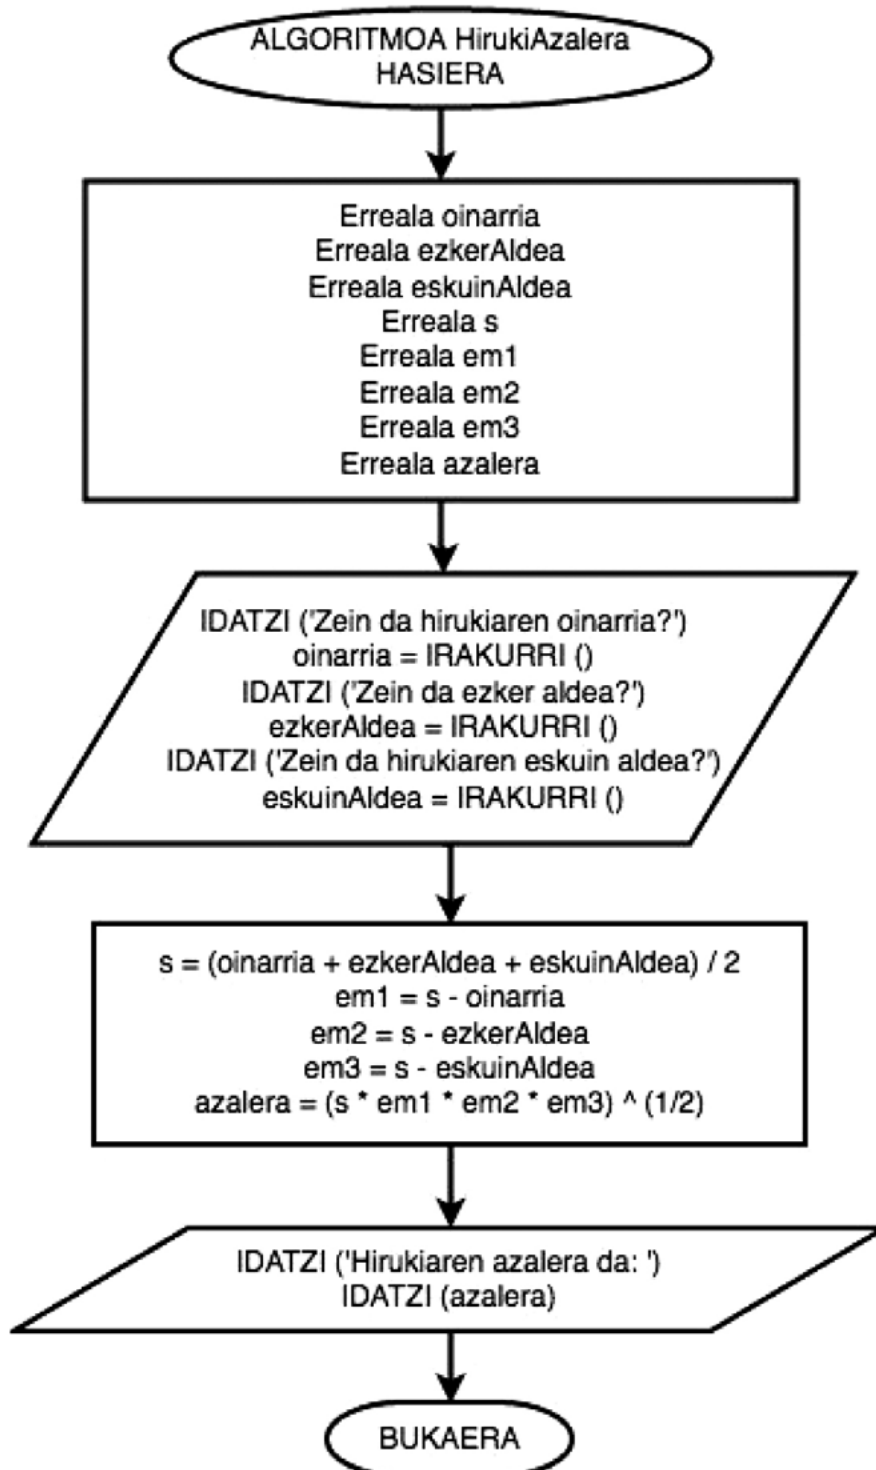 ALGORITMOA HirukiAzalera
HASIERA
Erreala oinarria
Erreala ezkerAldea
Erreala eskuinAldea
Erreala s
Erreala em1
Erreala em2
Erreala em3
Erreala azalera
IDATZI ('Zein da hirukiaren oinarria?')
oinarria = IRAKURRI ()
IDATZI ('Zein da ezker aldea?')
ezkerAldea = IRAKURRI ()
IDATZI ('Zein da hirukiaren eskuin aldea?')
eskuinAldea = IRAKURRI ()
s = (oinarria + ezkerAldea + eskuinAldea) / 2
em1 = s - oinarria
em2 = s - ezkerAldea
em3 = s - eskuinAldea
azalera = (s * em1 * em2 * em3) ^ (1/2)
IDATZI ('Hirukiaren azalera da: ')
IDATZI (azalera)
BUKAERA